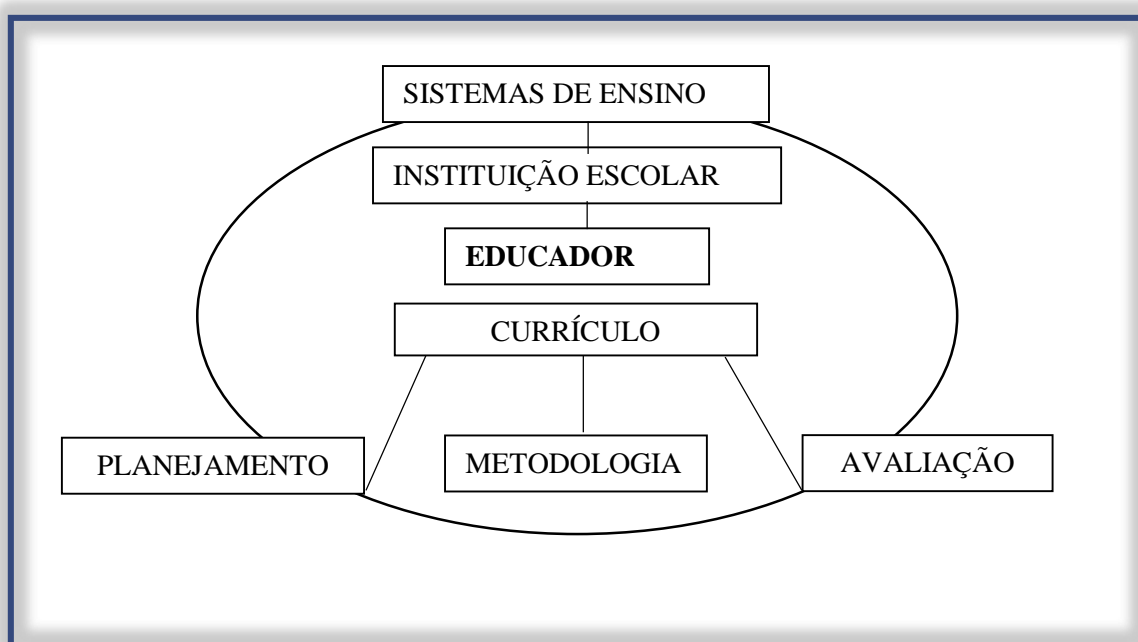 SISTEMAS DE ENSINO
INSTITUIÇÃO ESCOLAR
EDUCADOR
CURRÍCULO
PLANEJAMENTO
METODOLOGIA
AVALIAÇÃO